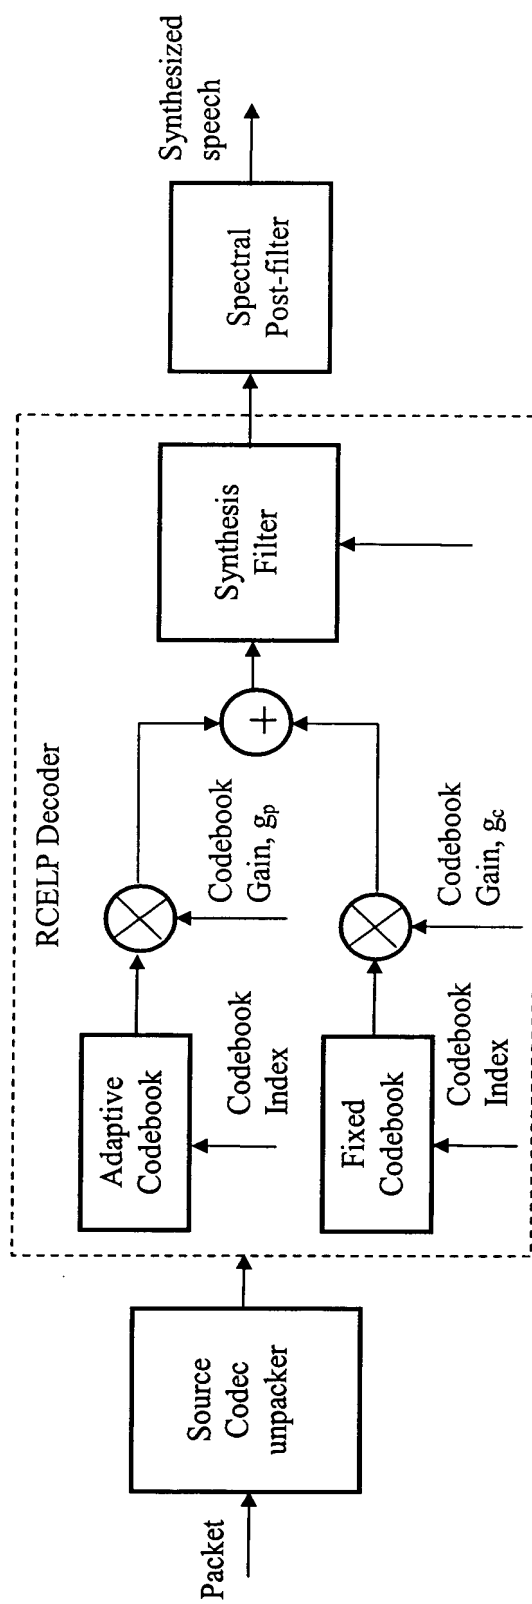 Packet
Source
Codec
unpacker
RCELP Decoder
Adaptive
Codebook
Codebook
Index
Codebook
Gain, gp
Fixed
Codebook
Codebook
Index
Codebook
Gain, gc
+
Synthesis
Filter
Spectral
Post-filter
Synthesized
speech